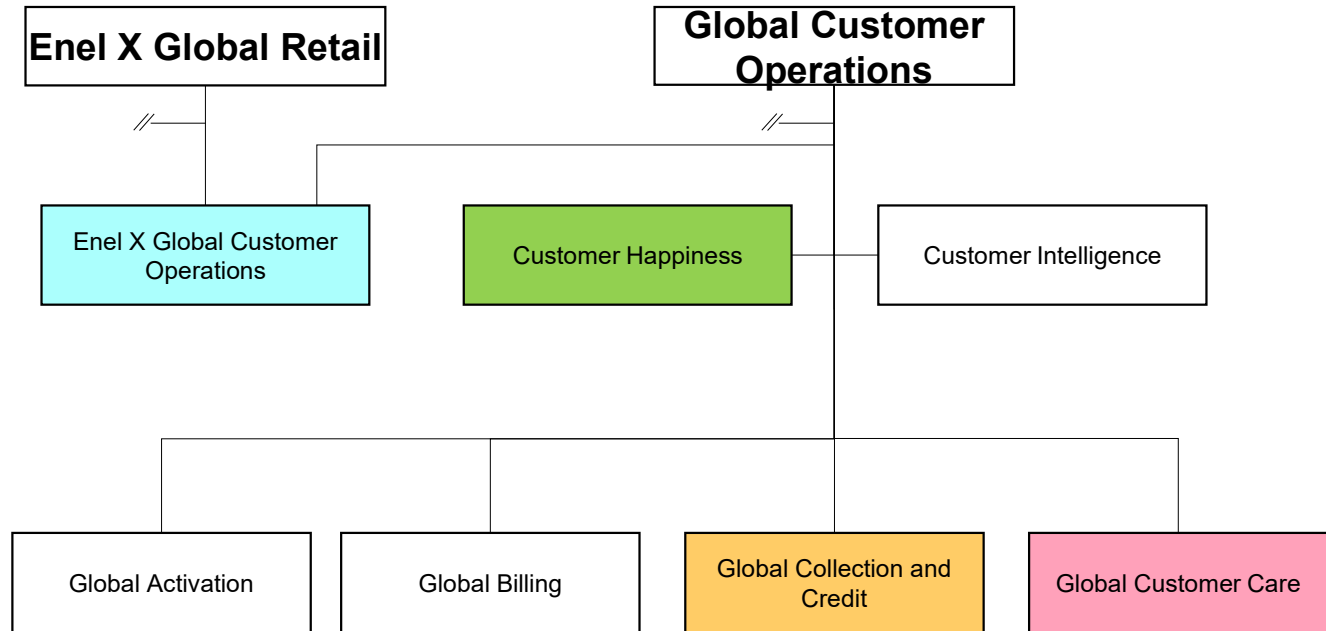 Enel X Global Retail
Global Customer
Operations
Enel X Global Customer
Operations
Customer Happiness
Customer Intelligence
Global Activation
Global Billing
Global Collection and
Credit
Global Customer Care